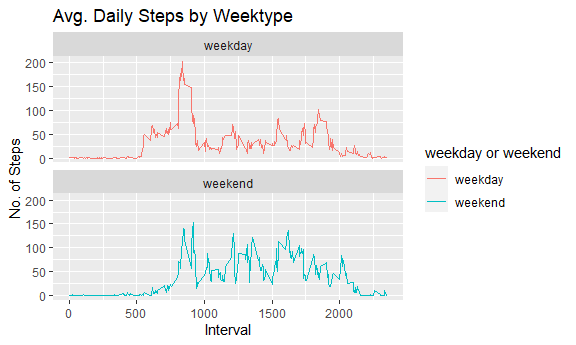 Avg. Daily Steps by Weektype
weekday
200
150
100
50
0
weekend
200
150
100
50
0
No. of Steps
0 500 1000 1500 2000
Interval
weekday or weekend
weekday
weekend